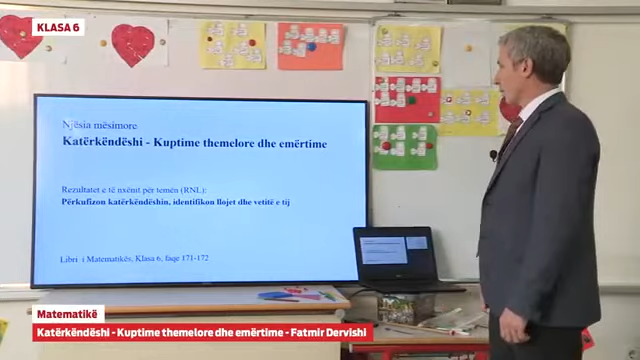 KLASA 6
Njësia mësimore
Katërkëndëshi - Kuptime themelore dhe emërtime
Rezultatet e të nxënit për temën (RNL):
Përkufizon katërkëndëshin, identifikon llojet dhe vetitë e tij
Libri i Matematikës, Klasa 6, faqe 171-172
Matematikë
Katërkëndëshi - Kuptime themelore dhe emërtime - Fatmir Dervishi